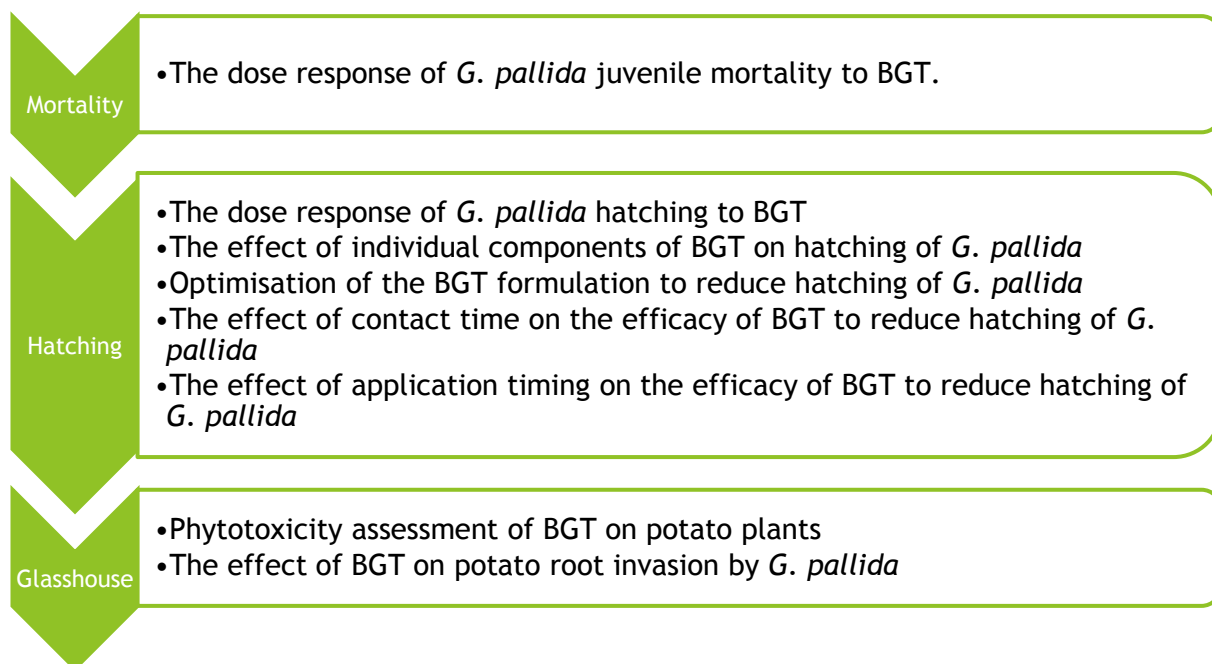 Mortality
•The dose response of G. pallida juvenile mortality to BGT.
Hatching
•The dose response of G. pallida hatching to BGT
•The effect of individual components of BGT on hatching of G. pallida
•Optimisation of the BGT formulation to reduce hatching of G. pallida
•The effect of contact time on the efficacy of BGT to reduce hatching of G.
pallida
•The effect of application timing on the efficacy of BGT to reduce hatching of
G. pallida
Glasshouse
•Phytotoxicity assessment of BGT on potato plants
•The effect of BGT on potato root invasion by G. pallida